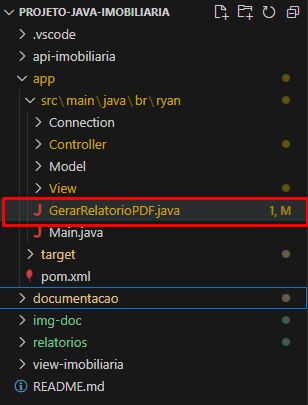 PROJETO-JAVA-IMOBILIARIA
.vscode
api-imobiliaria
app
src\main\java\br\ryan
Connection
Controller
Model
View
GerarRelatorioPDF.java 1, M
Main.java
target
pom.xml
documentacao
img-doc
relatorios
view-imobiliaria
README.md